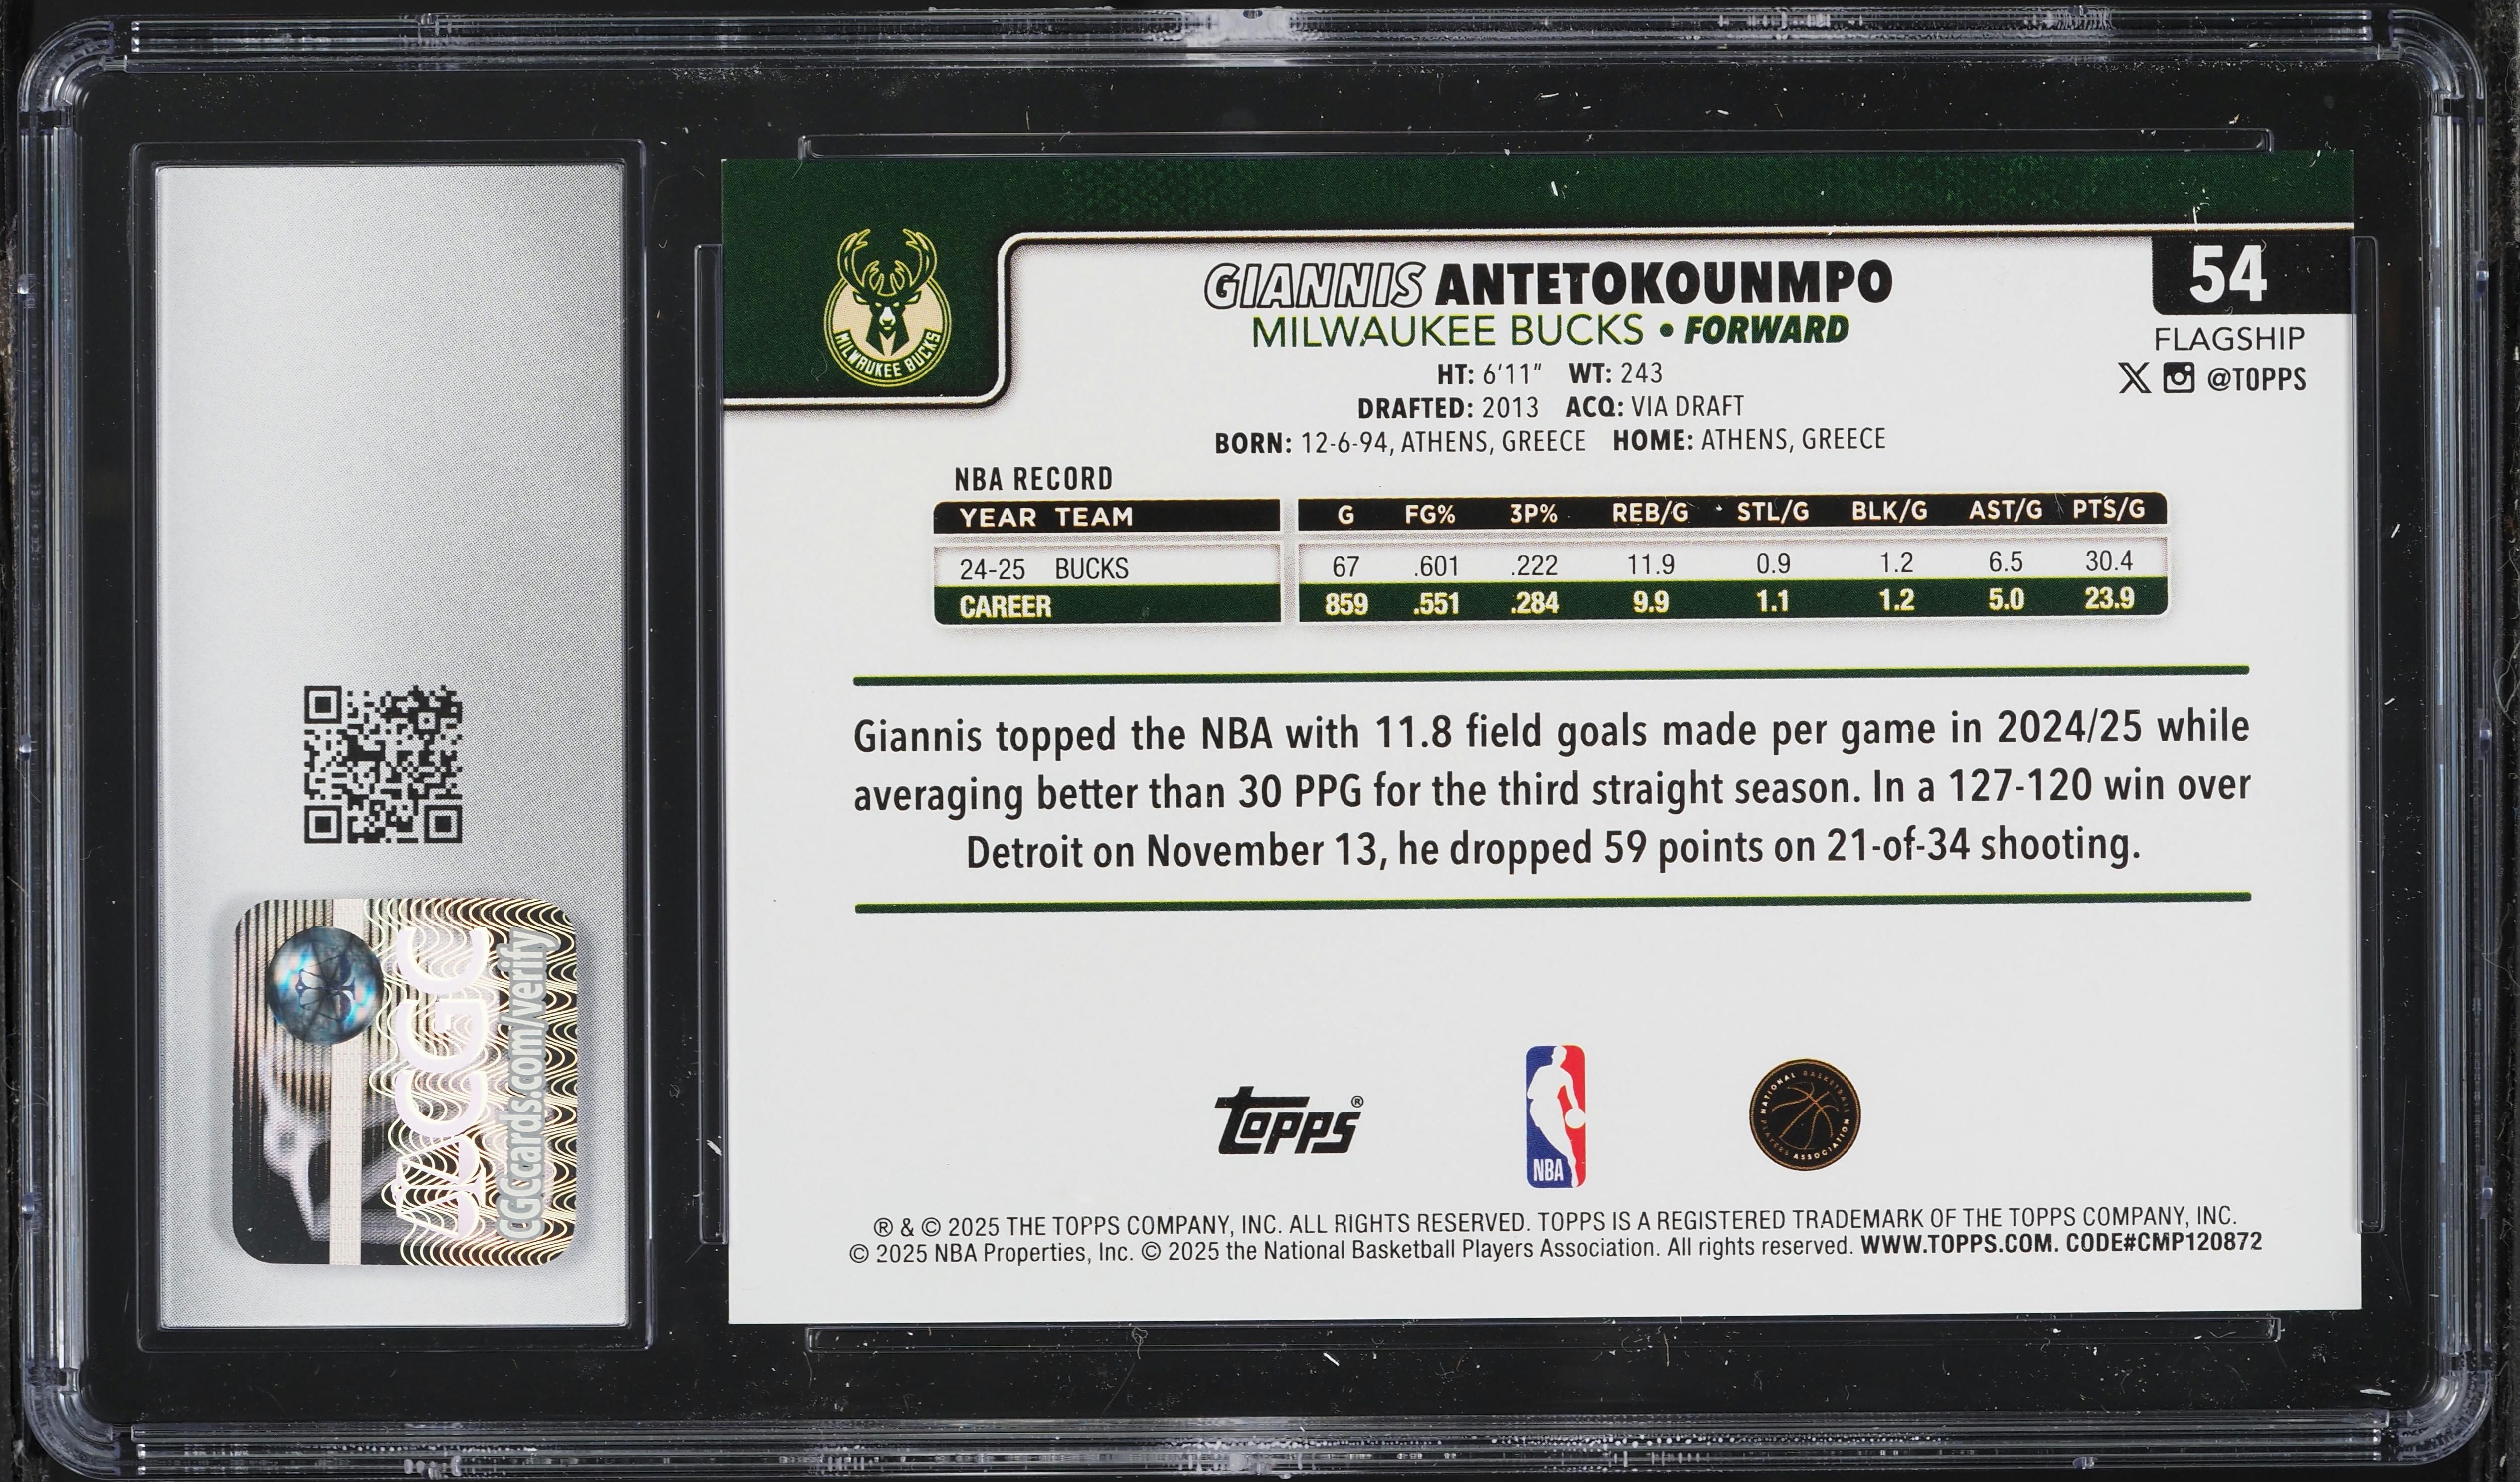 54
GIANNIS ANTETOKOUNMPO
MILWAUKEE BUCKS • FORWARD
FLAGSHIP
@TOPPS
MILWAUKEE BUCKS
HT: 6'11" WT: 243
DRAFTED: 2013 ACQ: VIA DRAFT
BORN: 12-6-94, ATHENS, GREECE HOME: ATHENS, GREECE
NBA RECORD
YEAR TEAM G FG% 3P% REB/G STL/G BLK/G AST/G PTS/G
24-25 BUCKS 67 .601 .222 11.9 0.9 1.2 6.5 30.4
CAREER 859 .551 .284 9.9 1.1 1.2 5.0 23.9
Giannis topped the NBA with 11.8 field goals made per game in 2024/25 while
averaging better than 30 PPG for the third straight season. In a 127-120 win over
Detroit on November 13, he dropped 59 points on 21-of-34 shooting.
TOPPS®
NBA
NATIONAL BASKETBALL
PLAYERS ASSOCIATION
® & © 2025 THE TOPPS COMPANY, INC. ALL RIGHTS RESERVED. TOPPS IS A REGISTERED TRADEMARK OF THE TOPPS COMPANY, INC.
© 2025 NBA Properties, Inc. © 2025 the National Basketball Players Association. All rights reserved. WWW.TOPPS.COM. CODE#CMP120872
CGC
CGCcards.com/verify